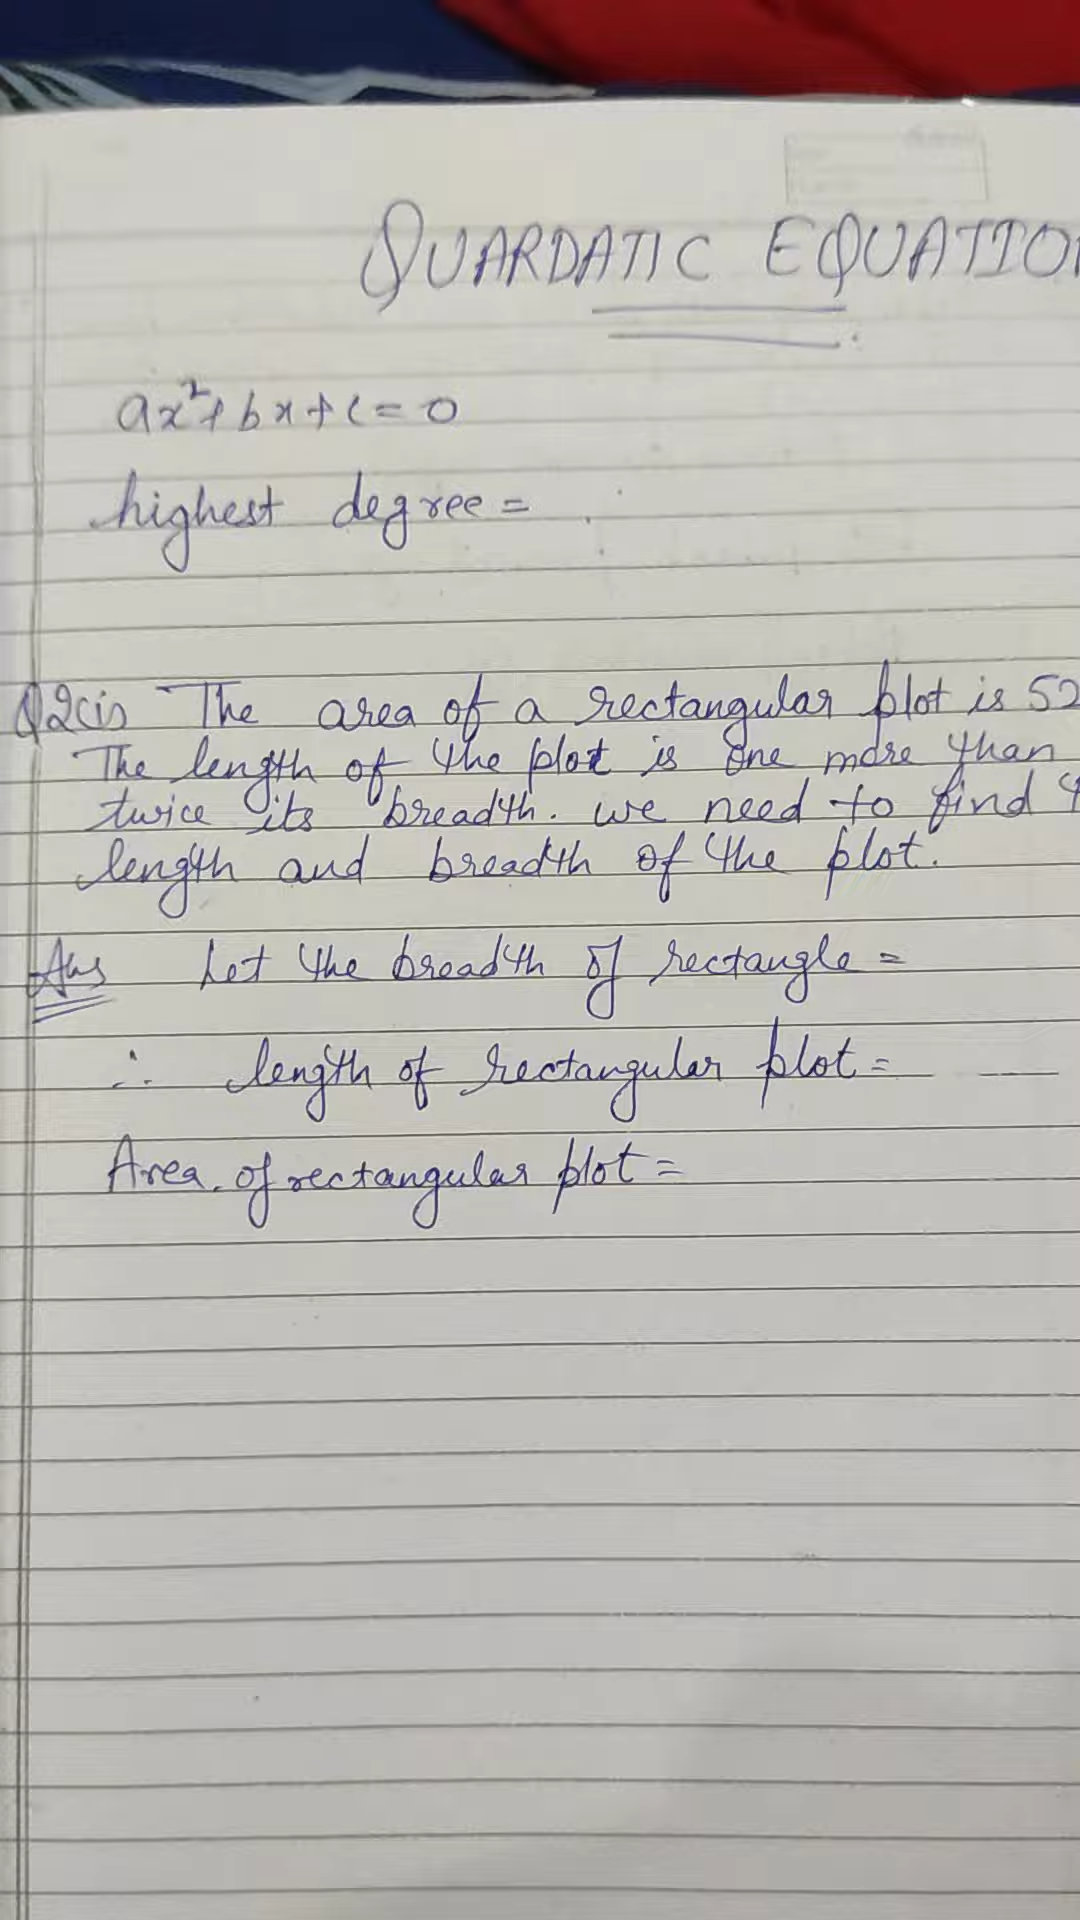 QUARDATIC EQUATIO
ax²+bx+c=0
highest degree =
Q2(i) The area of a rectangular plot is 52
The length of the plot is one more than
twice its breadth. we need to find
length and breadth of the plot.
Ans Let the breadth of rectangle =
∴ length of rectangular plot =
Area of rectangular plot =